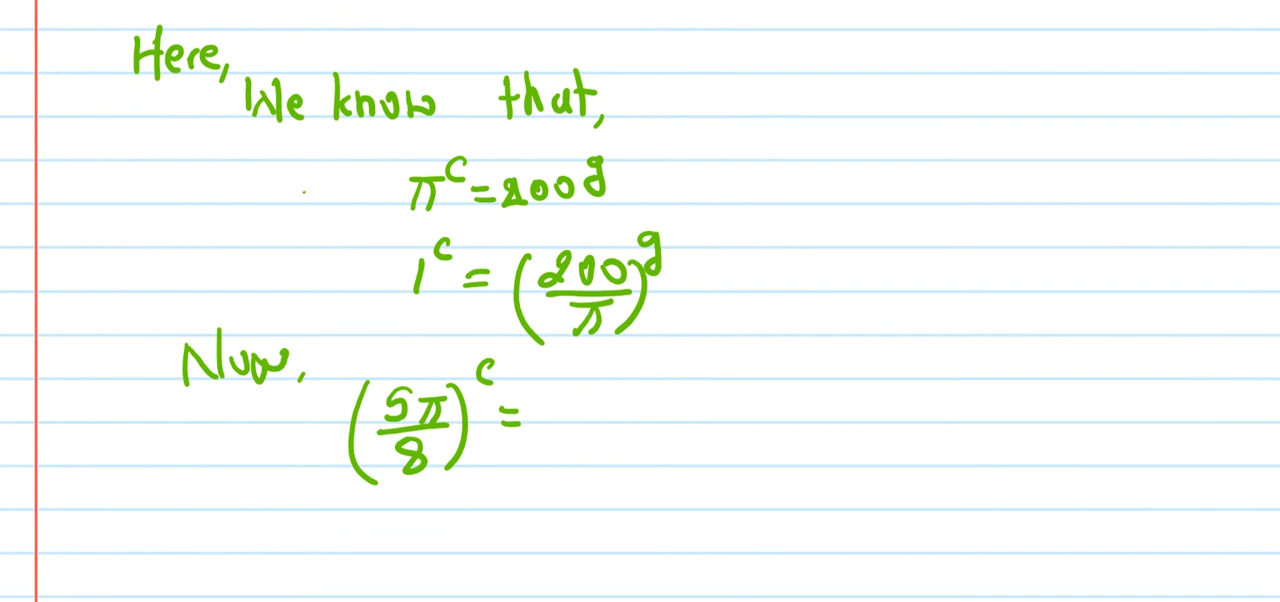 Here,
We know that,
π^c = 200^g
1^c = (200/π)^g
Now,
(5π/8)^c =